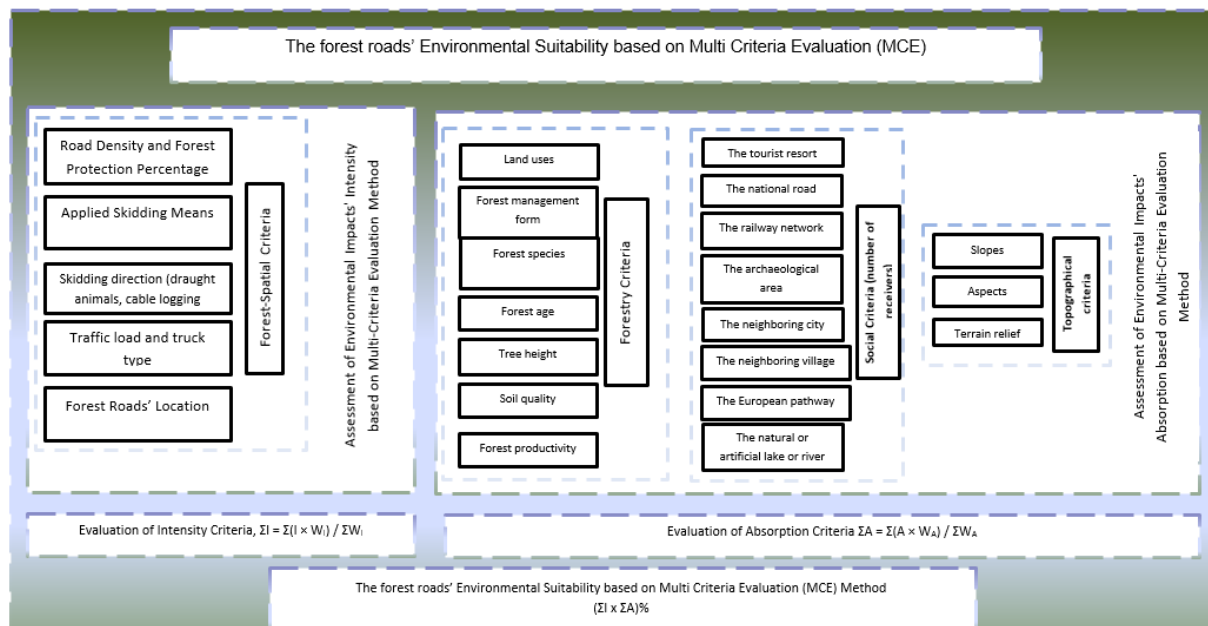 The forest roads’ Environmental Suitability based on Multi Criteria Evaluation (MCE)
Road Density and Forest
Protection Percentage
Applied Skidding Means
Skidding direction (draught
animals, cable logging
Traffic load and truck
type
Forest Roads’ Location
Forest-Spatial Criteria
Assessment of Environmental Impacts' Intensity
based on Multi-Criteria Evaluation Method
Land uses
Forest management
form
Forest species
Forest age
Tree height
Soil quality
Forest productivity
Forestry Criteria
The tourist resort
The national road
The railway network
The archaeological
area
The neighboring city
The neighboring village
The European pathway
The natural or
artificial lake or river
Social Criteria (number of
receivers)
Slopes
Aspects
Terrain relief
Topographical
criteria
Assessment of Environmental Impacts'
Absorption based on Multi-Criteria Evaluation
Method
Evaluation of Intensity Criteria, ΣI = Σ(I × Wᵢ) / ΣWᵢ
Evaluation of Absorption Criteria ΣA = Σ(A × W_A) / ΣW_A
The forest roads’ Environmental Suitability based on Multi Criteria Evaluation (MCE) Method
(ΣI x ΣA)%